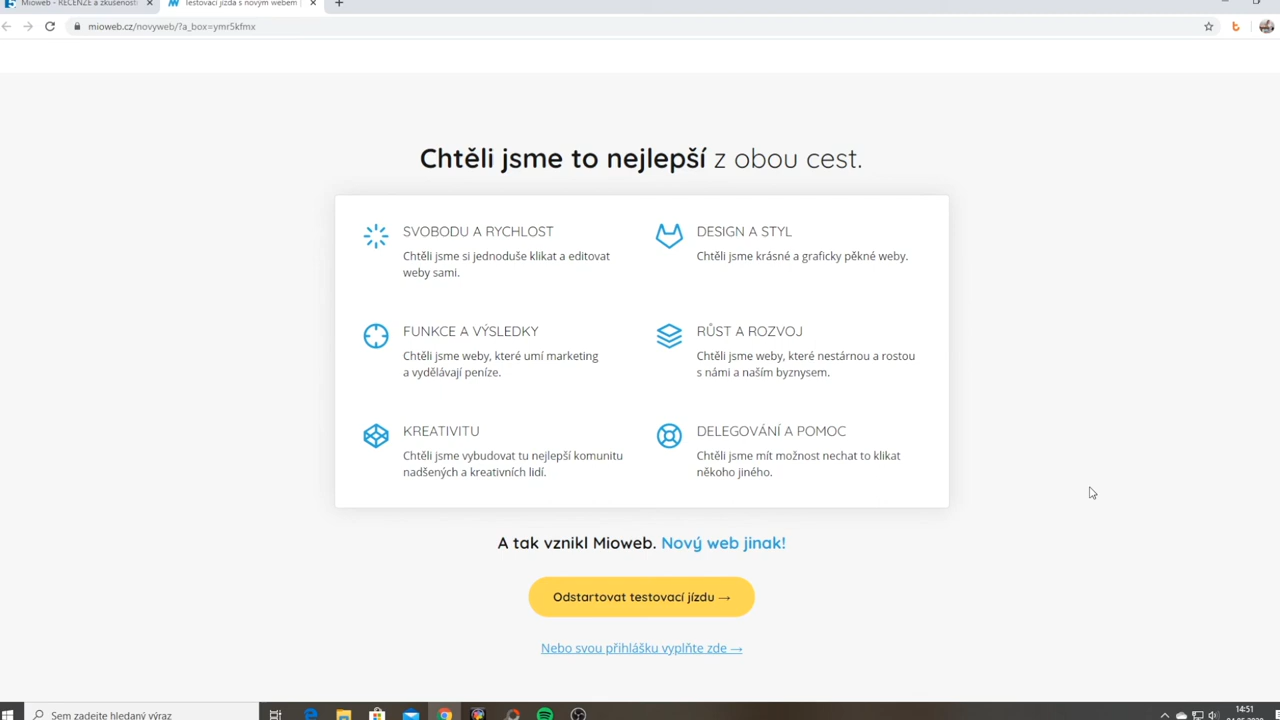 Mioweb - RECENZE a zkušenosti
Testovací jízda s novým webem
mioweb.cz/novyweb/?a_box=ymr5kfmx
Chtěli jsme to nejlepší z obou cest.
SVOBODU A RYCHLOST
Chtěli jsme si jednoduše klikat a editovat
weby sami.
DESIGN A STYL
Chtěli jsme krásné a graficky pěkné weby.
FUNKCE A VÝSLEDKY
Chtěli jsme weby, které umí marketing
a vydělávají peníze.
RŮST A ROZVOJ
Chtěli jsme weby, které nestárnou a rostou
s námi a naším byznysem.
KREATIVITU
Chtěli jsme vybudovat tu nejlepší komunitu
nadšených a kreativních lidí.
DELEGOVÁNÍ A POMOC
Chtěli jsme mít možnost nechat to klikat
někoho jiného.
A tak vznikl Mioweb. Nový web jinak!
Odstartovat testovací jízdu →
Nebo svou přihlášku vyplňte zde →
Sem zadejte hledaný výraz
14:51